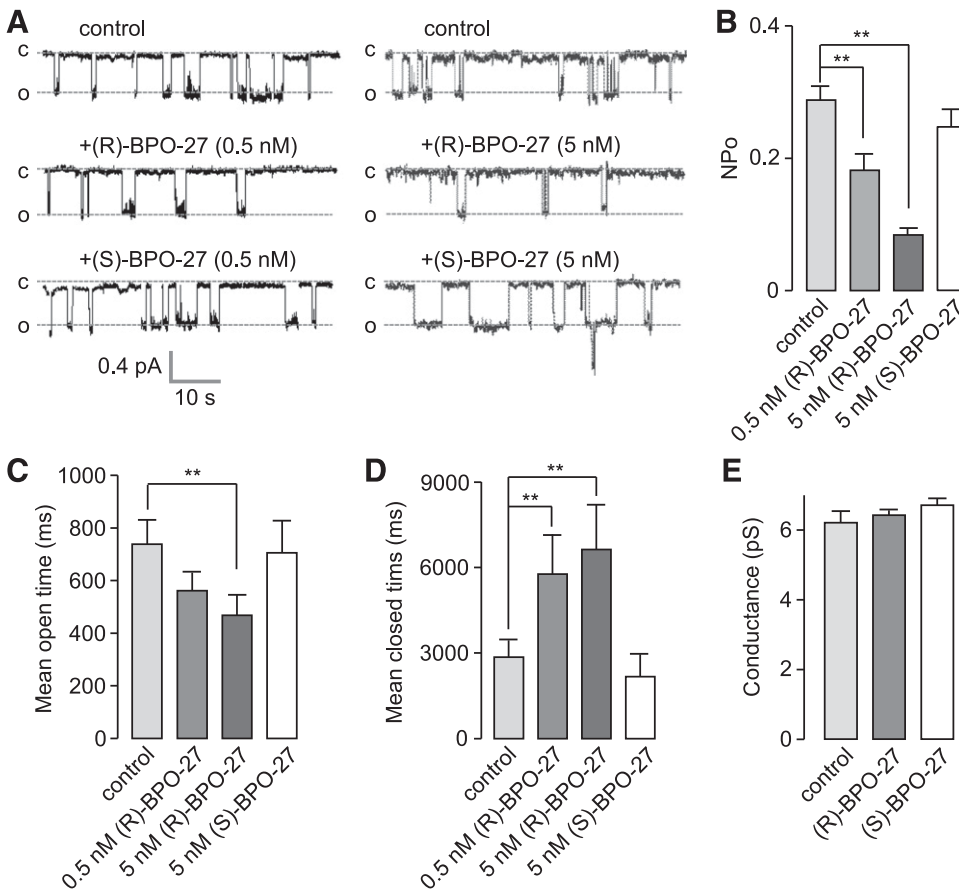 A
control
c
o
+(R)-BPO-27 (0.5 nM)
c
o
+(S)-BPO-27 (0.5 nM)
c
o
0.4 pA
10 s
control
+(R)-BPO-27 (5 nM)
+(S)-BPO-27 (5 nM)
B
0.4
0.2
0
NPo
**
**
control
0.5 nM (R)-BPO-27
5 nM (R)-BPO-27
5 nM (S)-BPO-27
C
1000
800
600
400
200
0
Mean open time (ms)
**
control
0.5 nM (R)-BPO-27
5 nM (R)-BPO-27
5 nM (S)-BPO-27
D
9000
6000
3000
0
Mean closed tims (ms)
**
**
control
0.5 nM (R)-BPO-27
5 nM (R)-BPO-27
5 nM (S)-BPO-27
E
6
4
2
0
Conductance (pS)
control
(R)-BPO-27
(S)-BPO-27